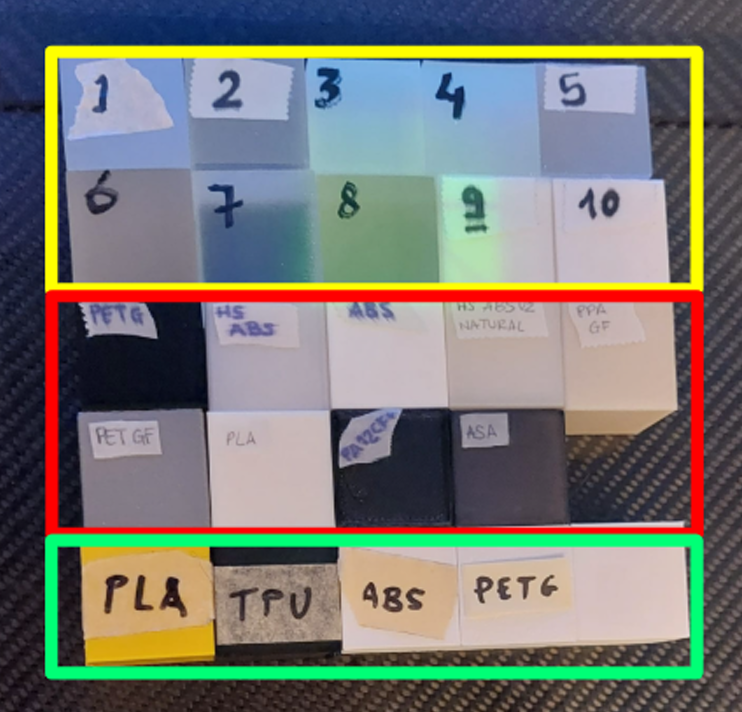 1 2 3 4 5
6 7 8 9 10
PETG
HS
ABS
ABS
HS ABS V2
NATURAL
PPA
GF
PET GF
PLA
PA12CF
ASA
PLA
TPU
ABS
PETG